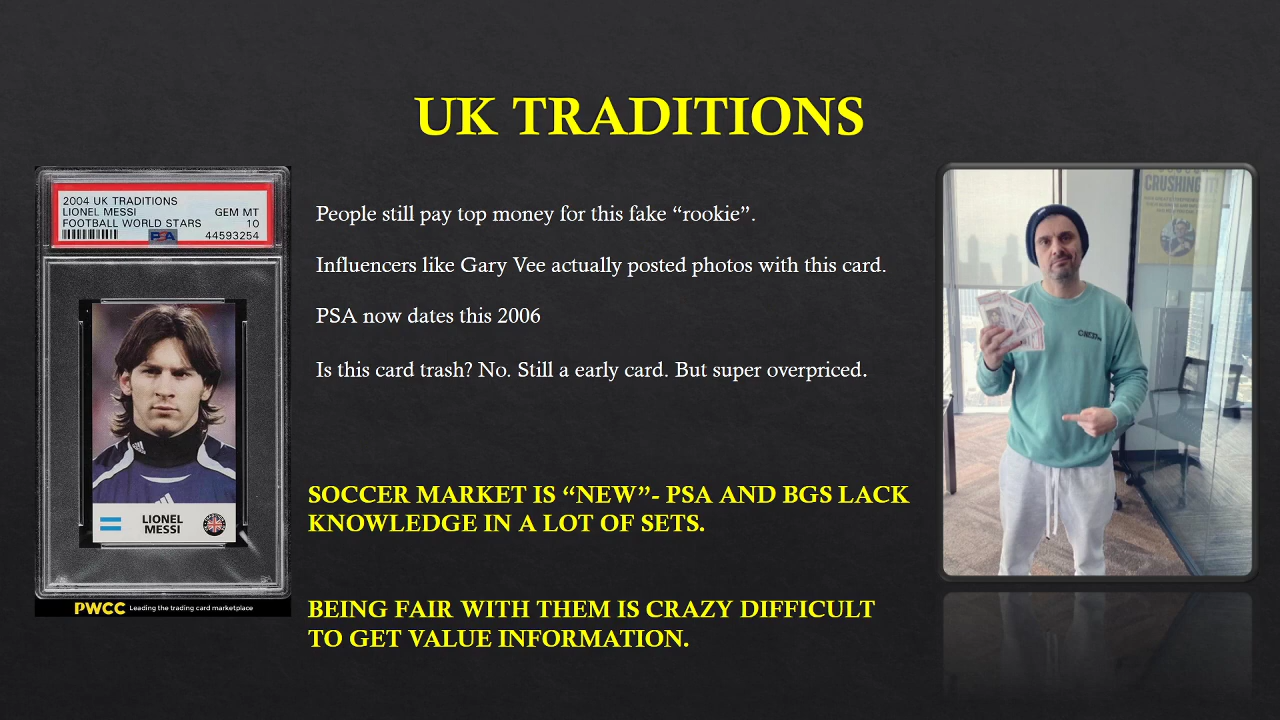 UK TRADITIONS
2004 UK TRADITIONS
LIONEL MESSI GEM MT
FOOTBALL WORLD STARS 10
PSA 44593254
LIONEL
MESSI
PWCC Leading the trading card marketplace
People still pay top money for this fake “rookie”.
Influencers like Gary Vee actually posted photos with this card.
PSA now dates this 2006
Is this card trash? No. Still a early card. But super overpriced.
SOCCER MARKET IS “NEW”- PSA AND BGS LACK
KNOWLEDGE IN A LOT OF SETS.
BEING FAIR WITH THEM IS CRAZY DIFFICULT
TO GET VALUE INFORMATION.
CRUSHING